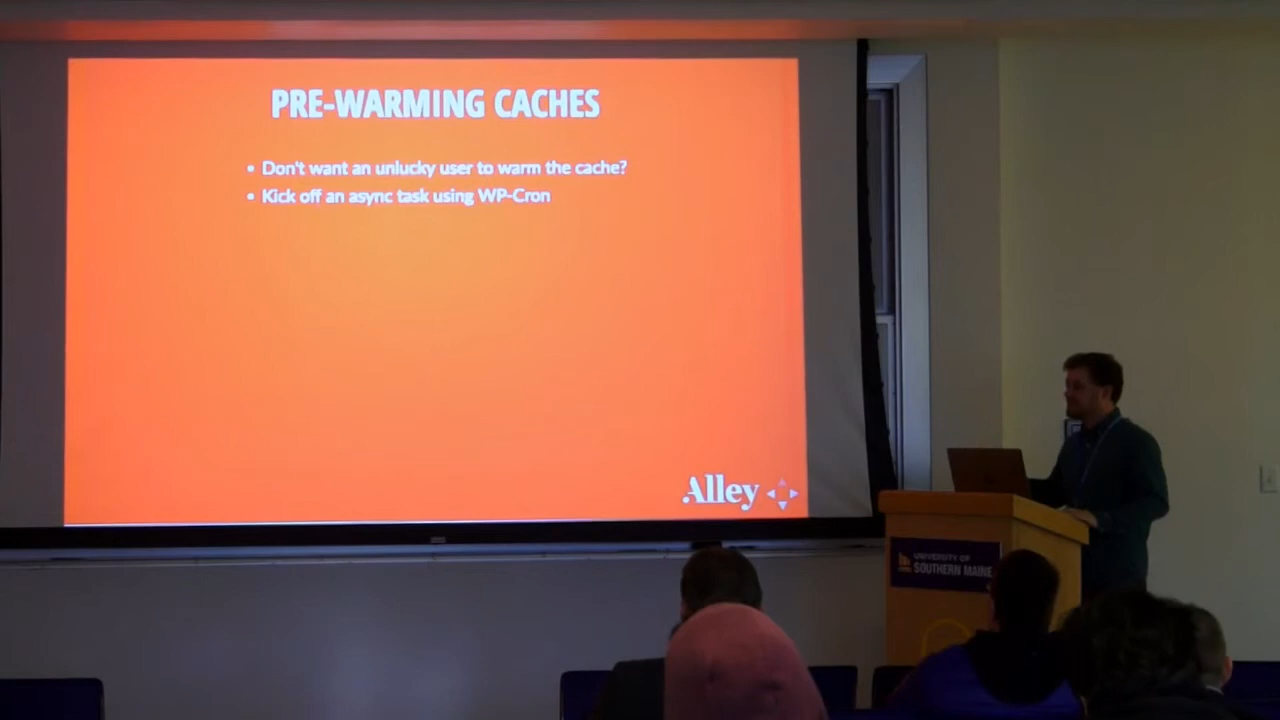 PRE-WARMING CACHES
• Don't want an unlucky user to warm the cache?
• Kick off an async task using WP-Cron
Alley
UNIVERSITY OF
SOUTHERN MAINE